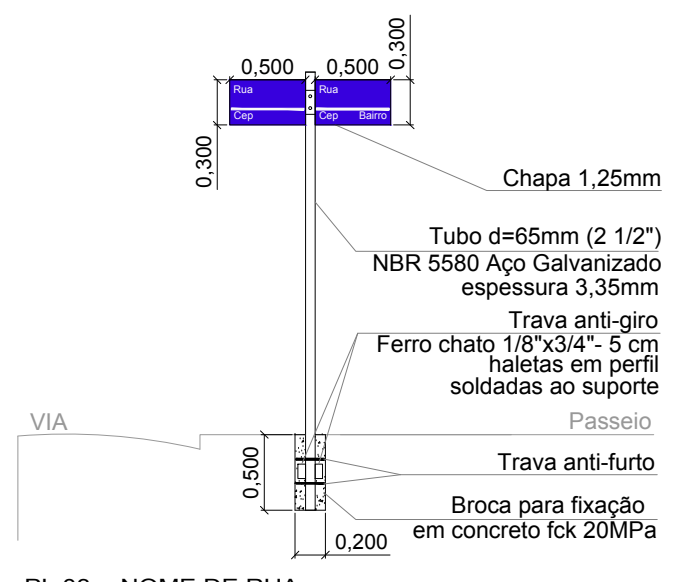 0,500
0,500
0,300
Rua
Rua
Cep
Cep
Bairro
0,300
Chapa 1,25mm
Tubo d=65mm (2 1/2")
NBR 5580 Aço Galvanizado
espessura 3,35mm
Trava anti-giro
Ferro chato 1/8"x3/4"- 5 cm
haletas em perfil
soldadas ao suporte
VIA
Passeio
0,500
Trava anti-furto
Broca para fixação
em concreto fck 20MPa
0,200
NOME DE RUA